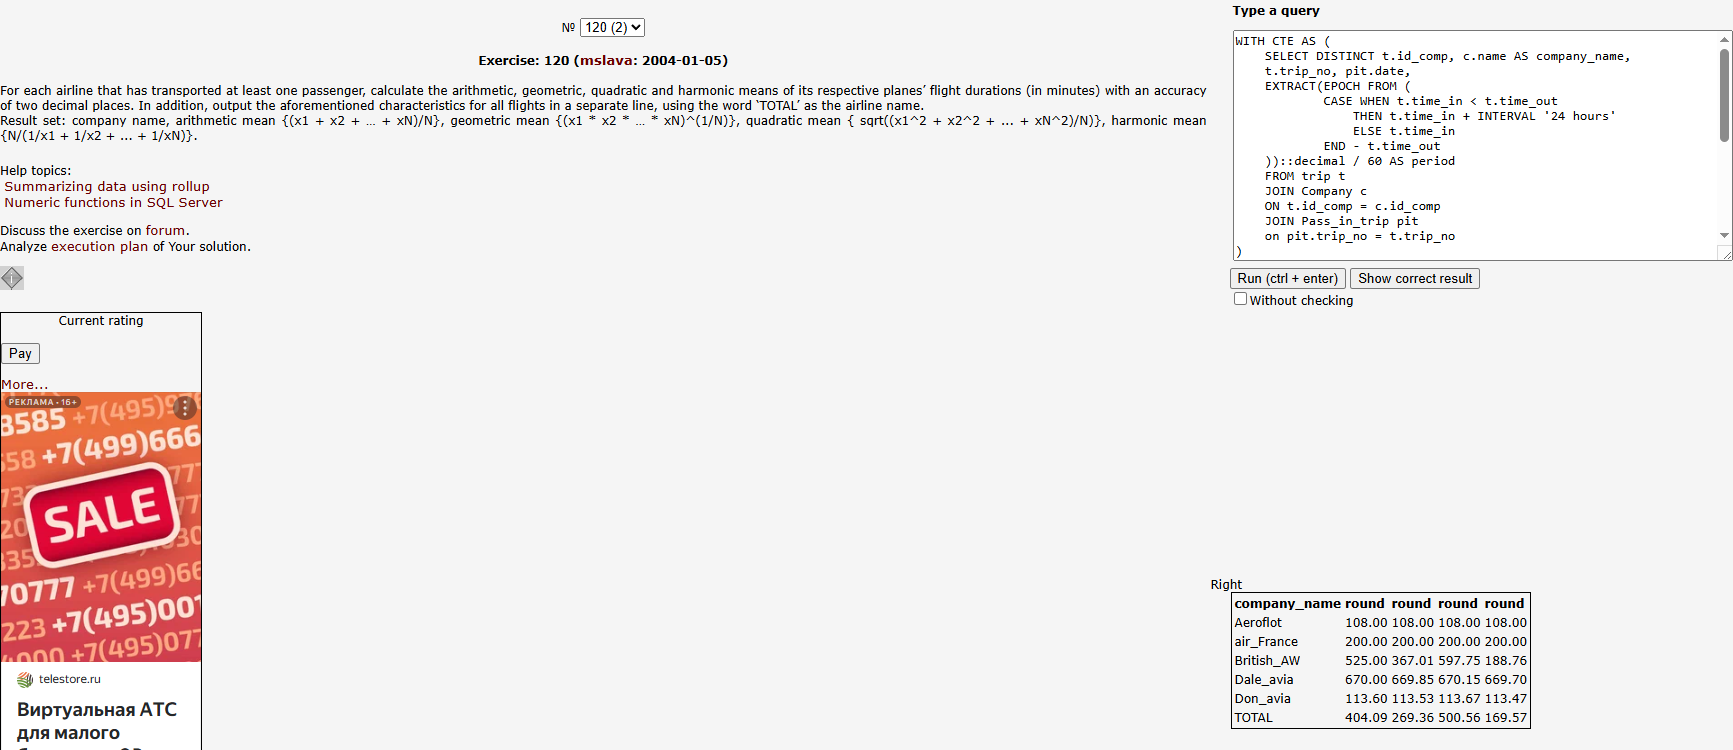 № 120 (2)
Exercise: 120 (mslava: 2004-01-05)
For each airline that has transported at least one passenger, calculate the arithmetic, geometric, quadratic and harmonic means of its respective planes’ flight durations (in minutes) with an accuracy
of two decimal places. In addition, output the aforementioned characteristics for all flights in a separate line, using the word ‘TOTAL’ as the airline name.
Result set: company name, arithmetic mean {(x1 + x2 + … + xN)/N}, geometric mean {(x1 * x2 * … * xN)^(1/N)}, quadratic mean { sqrt((x1^2 + x2^2 + ... + xN^2)/N)}, harmonic mean
{N/(1/x1 + 1/x2 + ... + 1/xN)}.
Help topics:
Summarizing data using rollup
Numeric functions in SQL Server
Discuss the exercise on forum.
Analyze execution plan of Your solution.
Current rating
Pay
More...
РЕКЛАМА • 16+
8585 +7(495)9
+7(499)666
SALE
70777 +7(499)66
+7(495)001
223 +7(495)077
telestore.ru
Виртуальная АТС
для малого
Type a query
WITH CTE AS (
SELECT DISTINCT t.id_comp, c.name AS company_name,
t.trip_no, pit.date,
EXTRACT(EPOCH FROM (
CASE WHEN t.time_in < t.time_out
THEN t.time_in + INTERVAL '24 hours'
ELSE t.time_in
END - t.time_out
))::decimal / 60 AS period
FROM trip t
JOIN Company c
ON t.id_comp = c.id_comp
JOIN Pass_in_trip pit
on pit.trip_no = t.trip_no
)
Run (ctrl + enter) Show correct result
Without checking
Right
company_name round round round round
Aeroflot 108.00 108.00 108.00 108.00
air_France 200.00 200.00 200.00 200.00
British_AW 525.00 367.01 597.75 188.76
Dale_avia 670.00 669.85 670.15 669.70
Don_avia 113.60 113.53 113.67 113.47
TOTAL 404.09 269.36 500.56 169.57